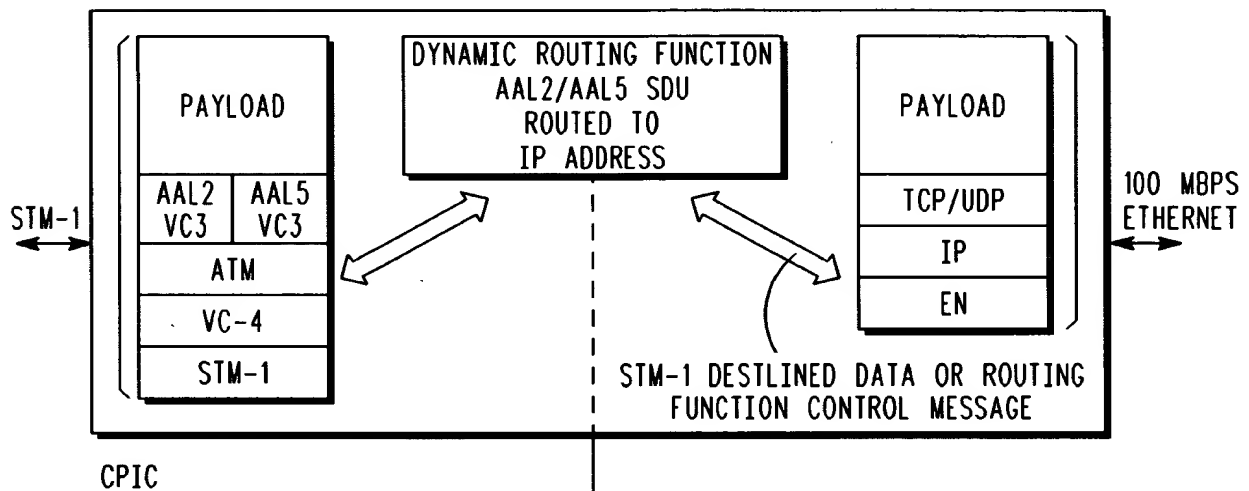 STM-1
PAYLOAD
AAL2
VC3
AAL5
VC3
ATM
VC-4
STM-1
DYNAMIC ROUTING FUNCTION
AAL2/AAL5 SDU
ROUTED TO
IP ADDRESS
PAYLOAD
TCP/UDP
IP
EN
100 MBPS
ETHERNET
STM-1 DESTLINED DATA OR ROUTING
FUNCTION CONTROL MESSAGE
CPIC